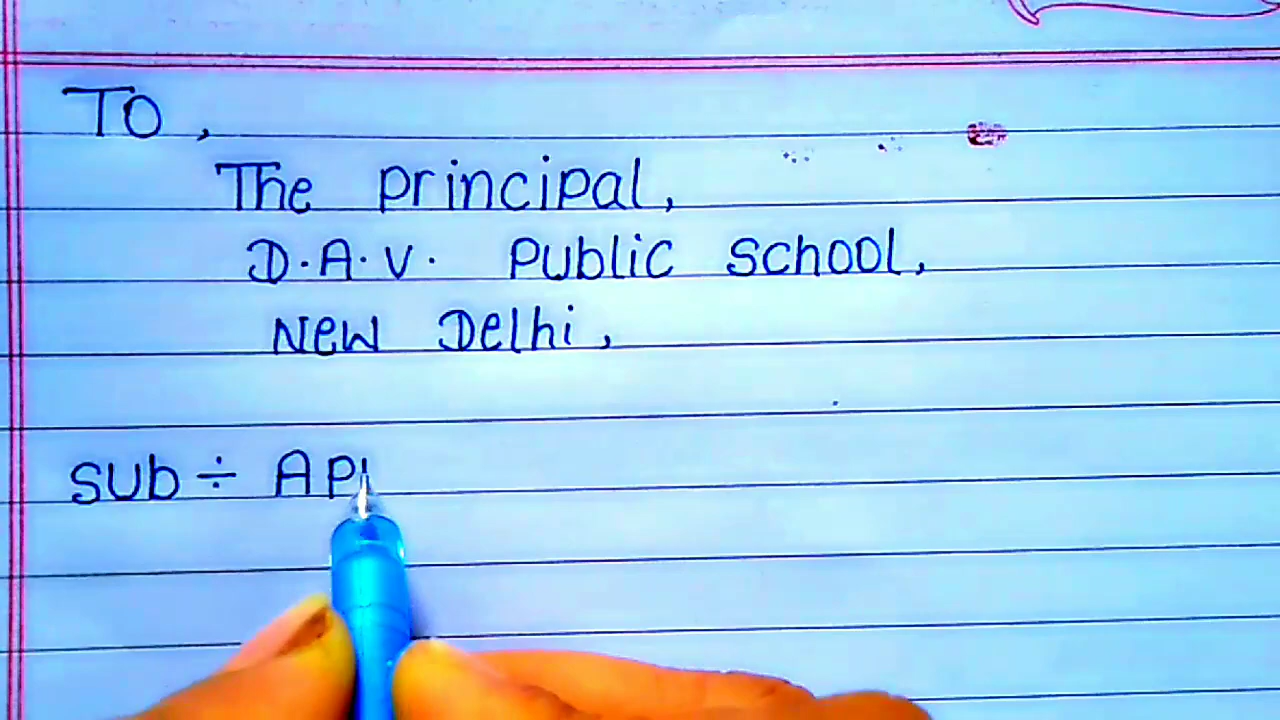 TO,
The Principal,
D.A.V. Public School,
New Delhi,
Sub ÷ AP